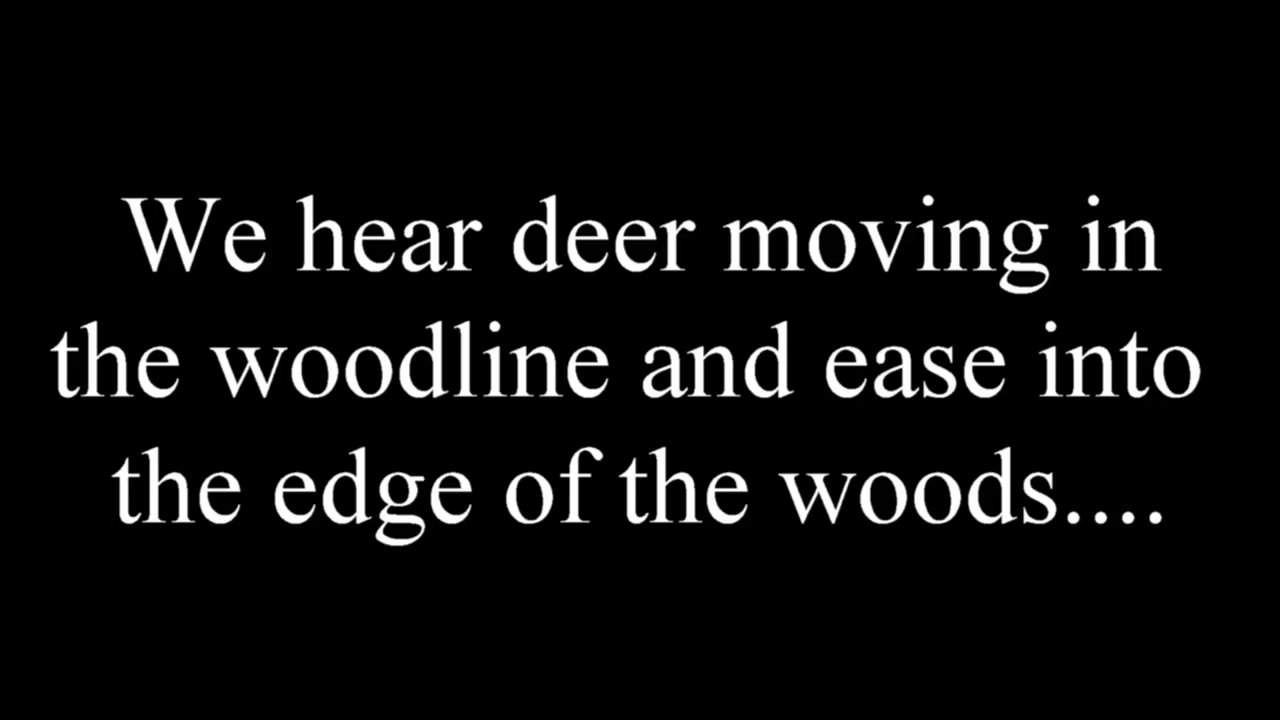 We hear deer moving in
the woodline and ease into
the edge of the woods....